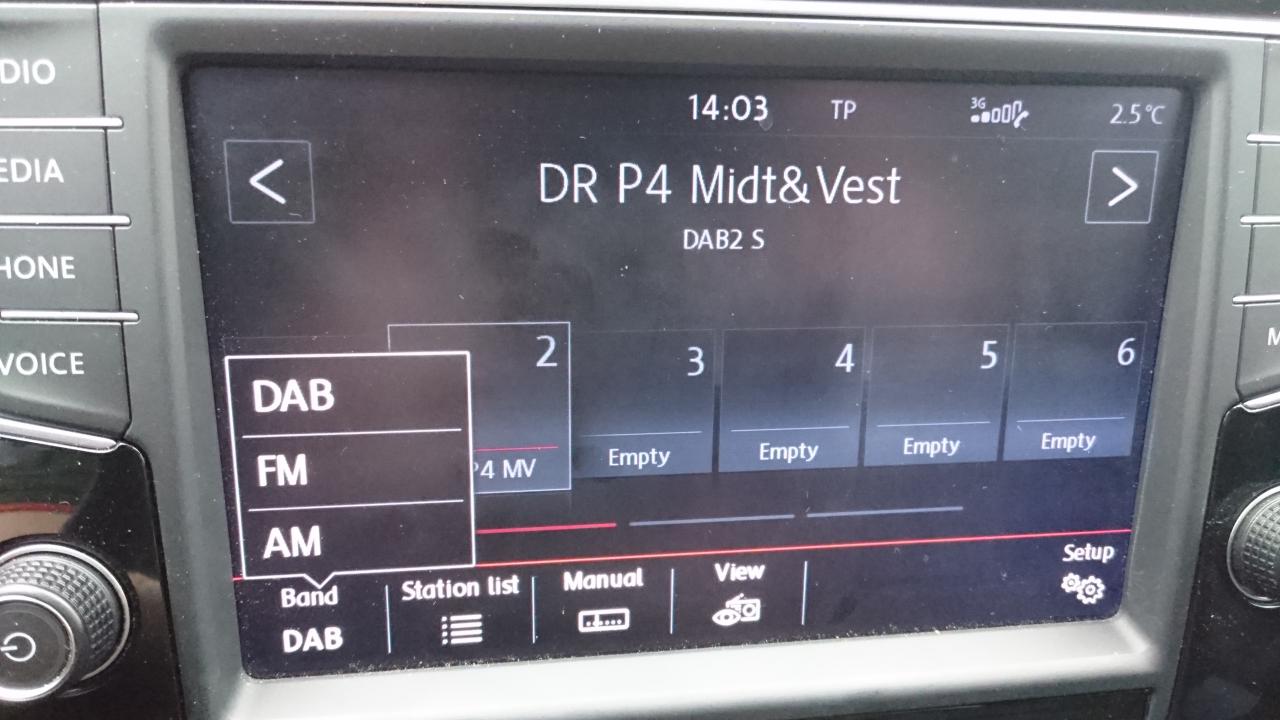 DIO
EDIA
HONE
VOICE
14:03 TP 3G 2.5°C
< DR P4 Midt&Vest >
DAB2 S
2 3 4 5 6
P4 MV Empty Empty Empty Empty
DAB
FM
AM
Band Station list Manual View Setup
DAB
M